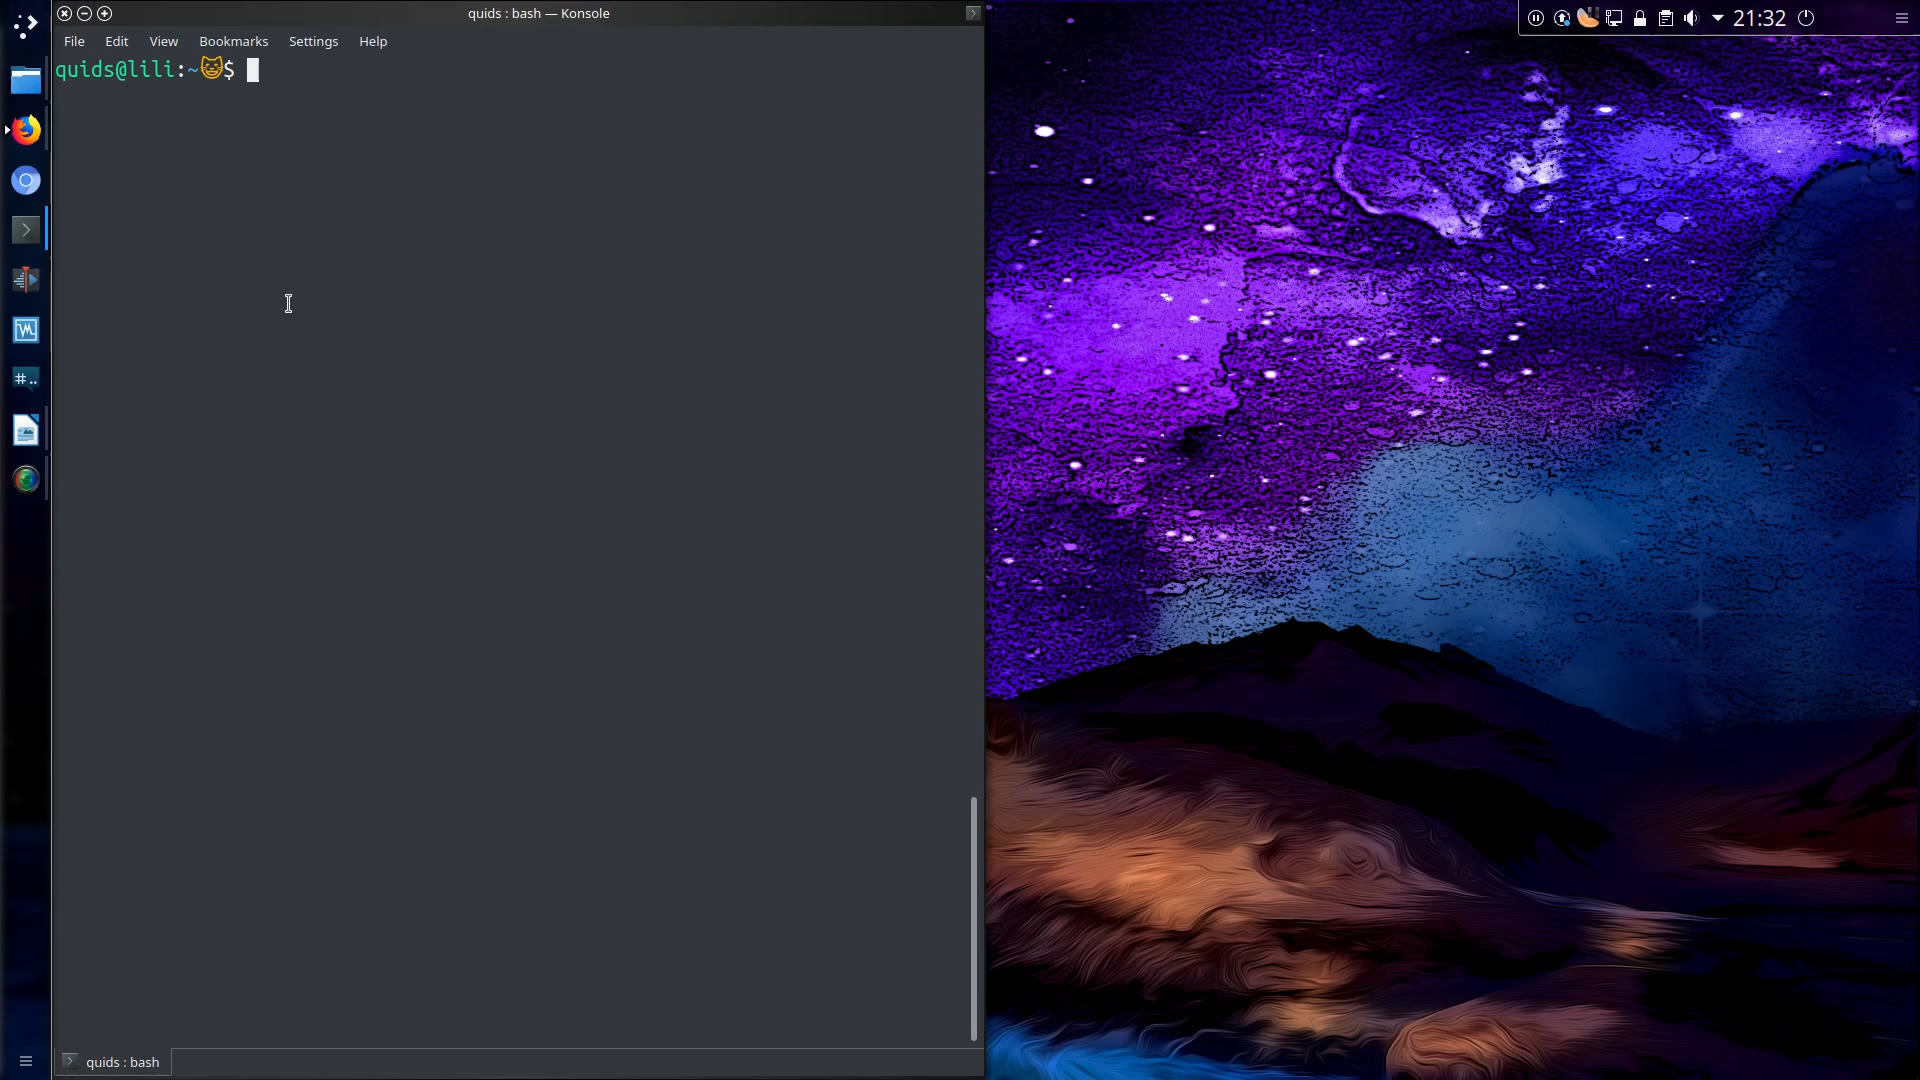 quids : bash — Konsole
File Edit View Bookmarks Settings Help
21:32
quids@lili:~😺$
quids : bash